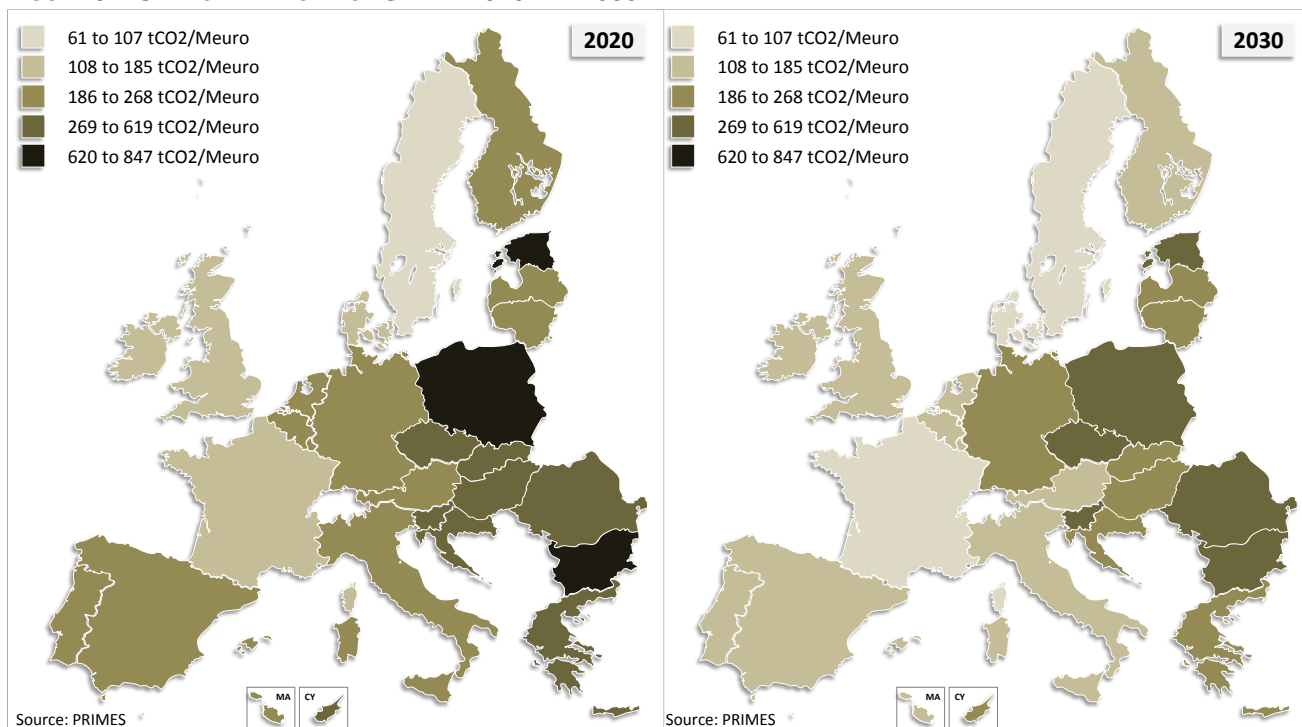 61 to 107 tCO2/Meuro
108 to 185 tCO2/Meuro
186 to 268 tCO2/Meuro
269 to 619 tCO2/Meuro
620 to 847 tCO2/Meuro
2020
MA
CY
Source: PRIMES
61 to 107 tCO2/Meuro
108 to 185 tCO2/Meuro
186 to 268 tCO2/Meuro
269 to 619 tCO2/Meuro
620 to 847 tCO2/Meuro
2030
MA
CY
Source: PRIMES